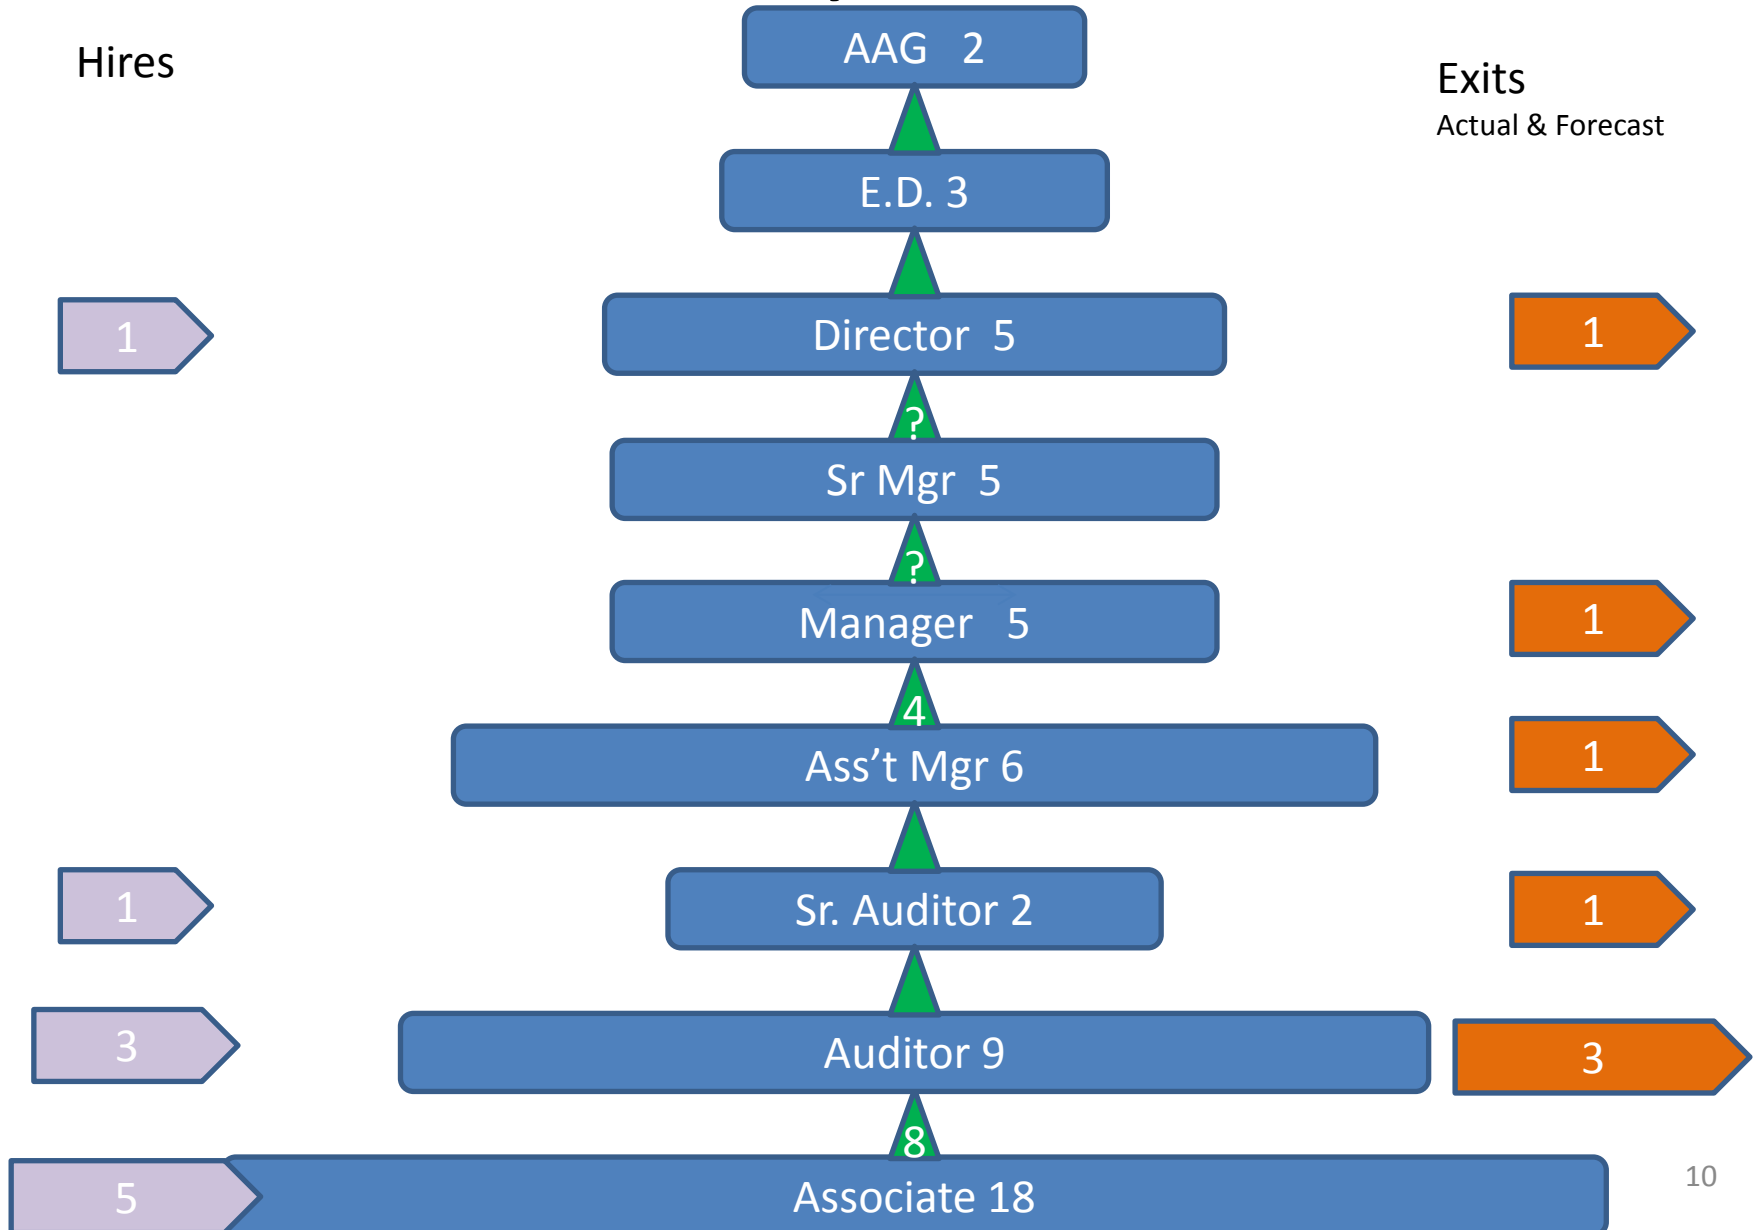 AAG 2
Hires
Exits
Actual & Forecast
E.D. 3
1
Director 5
1
?
Sr Mgr 5
?
Manager 5
1
4
Ass't Mgr 6
1
1
Sr. Auditor 2
1
3
Auditor 9
3
8
5
Associate 18
10